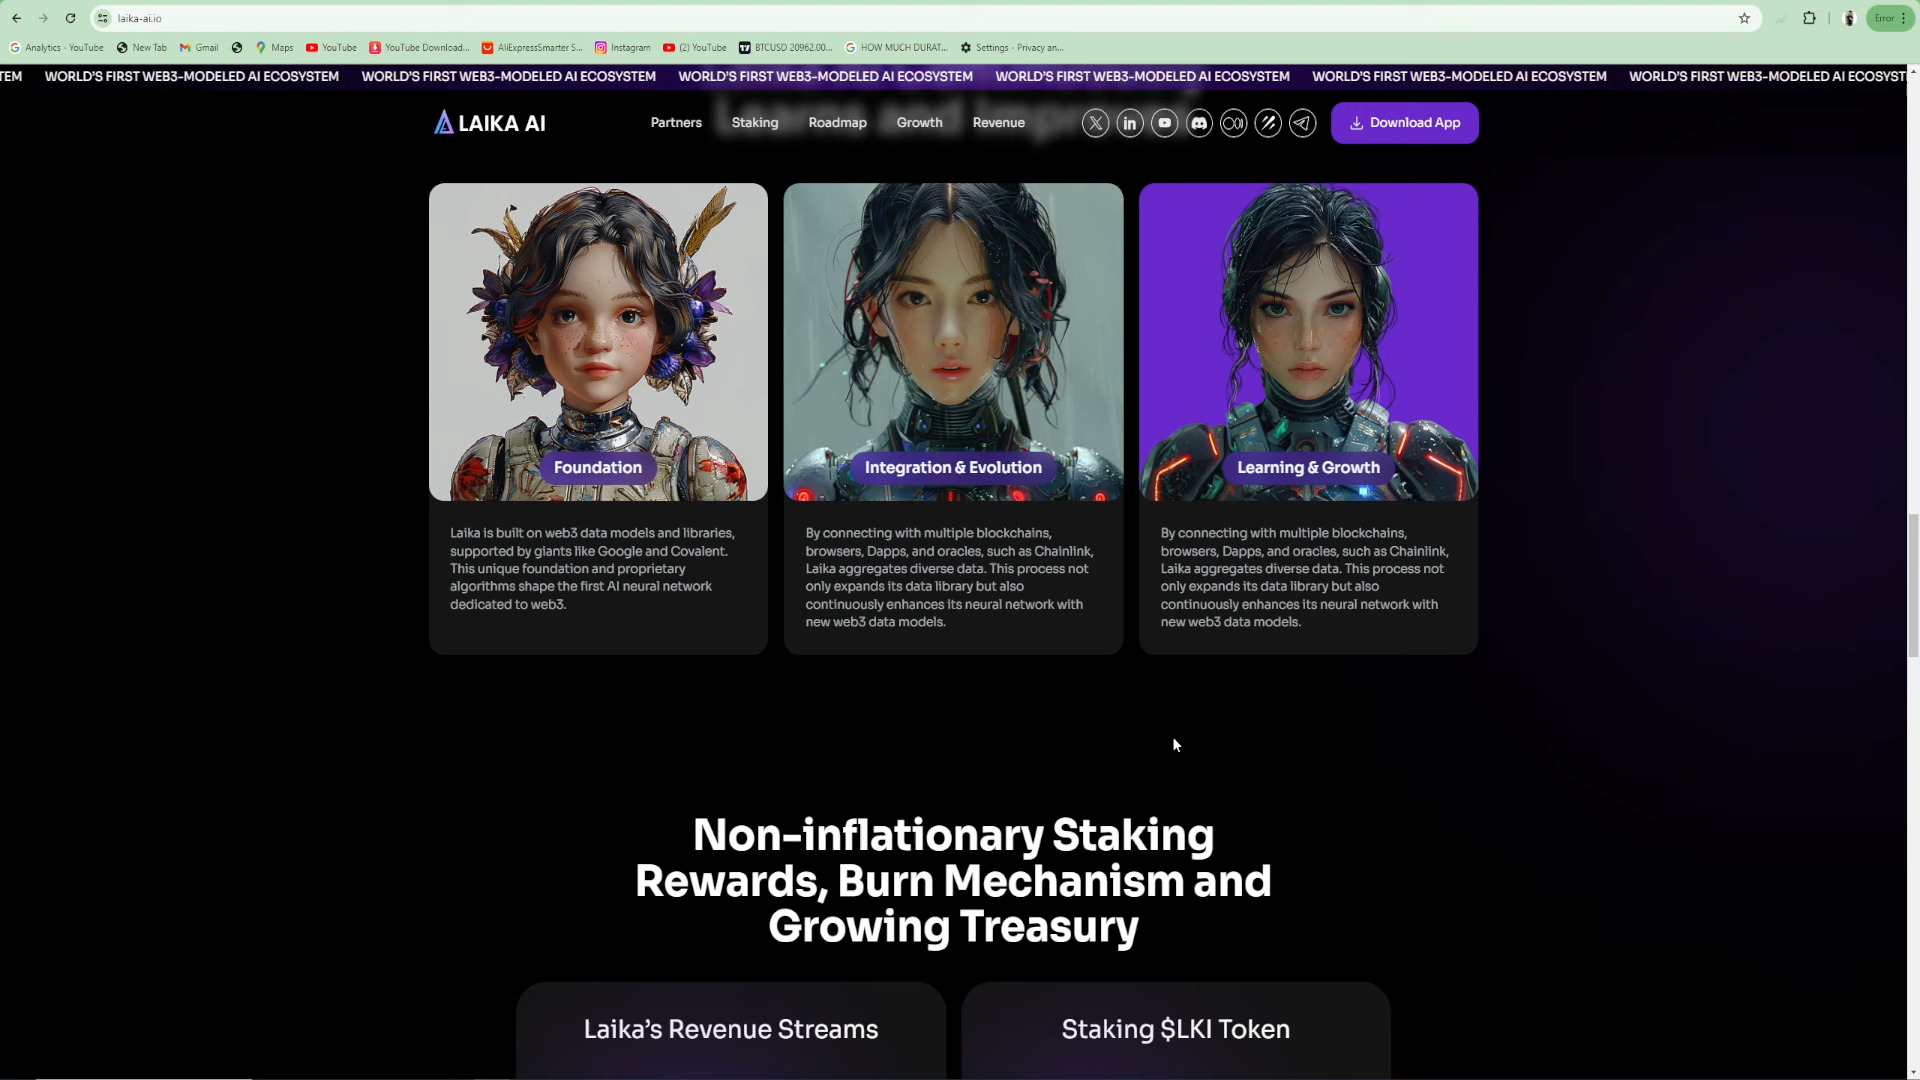 laika-ai.io
Error
Analytics - YouTube
New Tab
Gmail
Maps
YouTube
YouTube Download...
AliExpressSmarter S...
Instagram
(2) YouTube
BTCUSD 20962.00...
HOW MUCH DURAT...
Settings - Privacy an...
TEM WORLD'S FIRST WEB3-MODELED AI ECOSYSTEM WORLD'S FIRST WEB3-MODELED AI ECOSYSTEM WORLD'S FIRST WEB3-MODELED AI ECOSYSTEM WORLD'S FIRST WEB3-MODELED AI ECOSYSTEM WORLD'S FIRST WEB3-MODELED AI ECOSYSTEM WORLD'S FIRST WEB3-MODELED AI ECOSYST
LAIKA AI
Partners
Staking
Roadmap
Growth
Revenue
Download App
Foundation
Laika is built on web3 data models and libraries,
supported by giants like Google and Covalent.
This unique foundation and proprietary
algorithms shape the first AI neural network
dedicated to web3.
Integration & Evolution
By connecting with multiple blockchains,
browsers, Dapps, and oracles, such as Chainlink,
Laika aggregates diverse data. This process not
only expands its data library but also
continuously enhances its neural network with
new web3 data models.
Learning & Growth
By connecting with multiple blockchains,
browsers, Dapps, and oracles, such as Chainlink,
Laika aggregates diverse data. This process not
only expands its data library but also
continuously enhances its neural network with
new web3 data models.
Non-inflationary Staking
Rewards, Burn Mechanism and
Growing Treasury
Laika's Revenue Streams
Staking $LKI Token